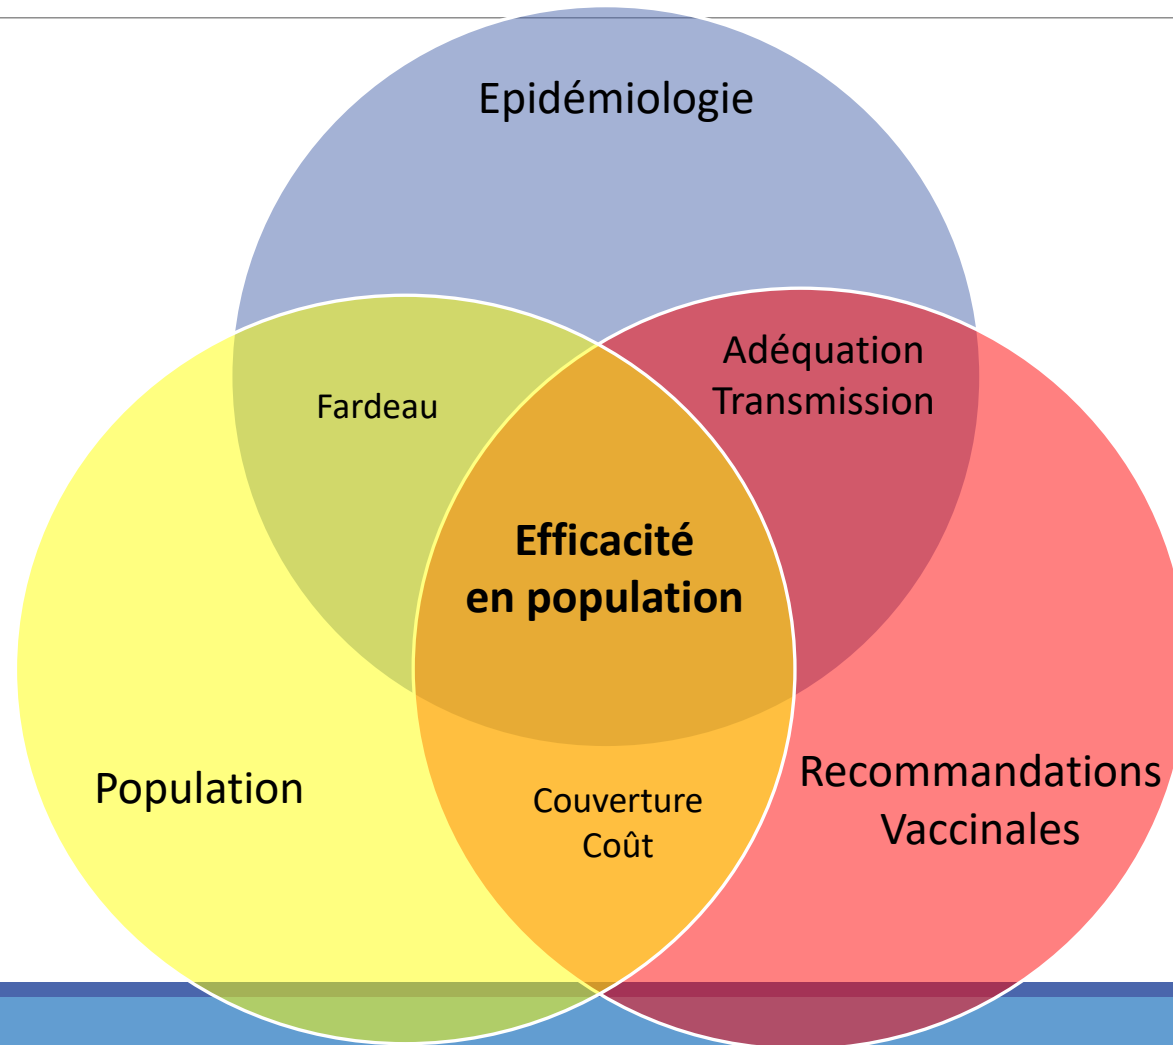 Epidémiologie
Adéquation
Transmission
Fardeau
Efficacité
en population
Population
Recommandations
Vaccinales
Couverture
Coût